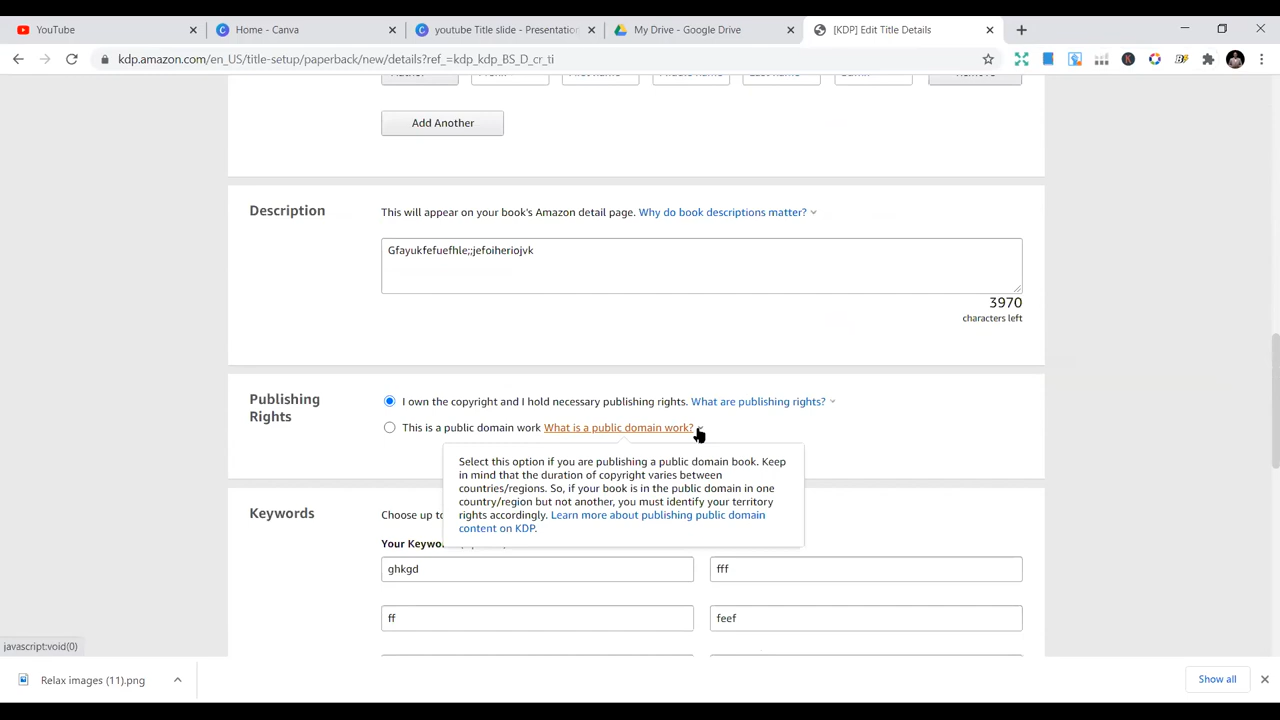 YouTube
Home - Canva
youtube Title slide - Presentation
My Drive - Google Drive
[KDP] Edit Title Details
kdp.amazon.com/en_US/title-setup/paperback/new/details?ref_=kdp_kdp_BS_D_cr_ti
Add Another
Description
This will appear on your book's Amazon detail page. Why do book descriptions matter?
Gfayukfefuefhle;;jefoiheriojvk
3970
characters left
Publishing Rights
I own the copyright and I hold necessary publishing rights. What are publishing rights?
This is a public domain work What is a public domain work?
Select this option if you are publishing a public domain book. Keep
in mind that the duration of copyright varies between
countries/regions. So, if your book is in the public domain in one
country/region but not another, you must identify your territory
rights accordingly. Learn more about publishing public domain
content on KDP.
Keywords
Choose up to
Your
ghkgd
fff
ff
feef
javascript:void(0)
Relax images (11).png
Show all